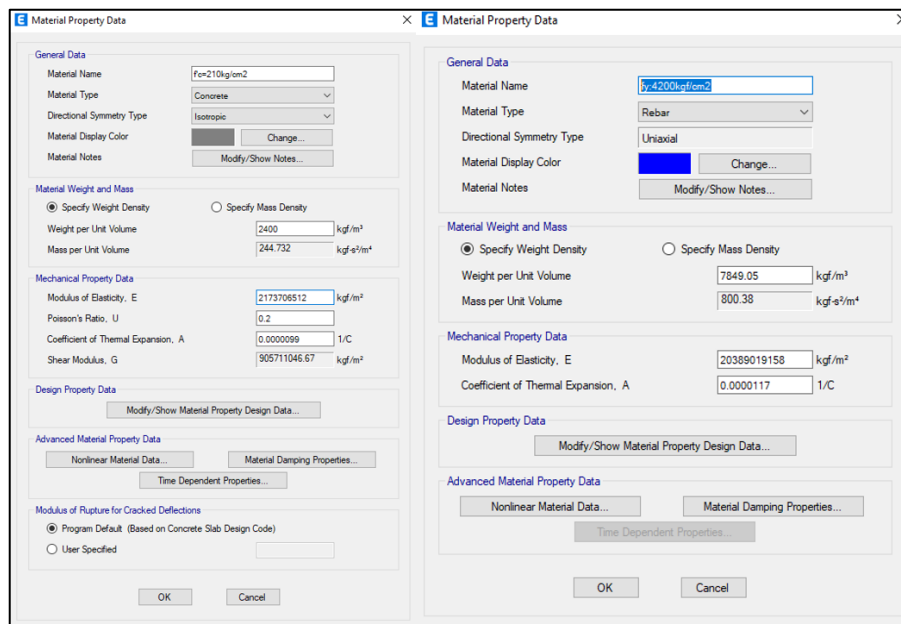 E Material Property Data ×
General Data
Material Name f'c=210kg/cm2
Material Type Concrete
Directional Symmetry Type Isotropic
Material Display Color Change...
Material Notes Modify/Show Notes...
Material Weight and Mass
Specify Weight Density Specify Mass Density
Weight per Unit Volume 2400 kgf/m³
Mass per Unit Volume 244.732 kgf-s²/m⁴
Mechanical Property Data
Modulus of Elasticity, E 2173706512 kgf/m²
Poisson's Ratio, U 0.2
Coefficient of Thermal Expansion, A 0.0000099 1/C
Shear Modulus, G 905711046.67 kgf/m²
Design Property Data
Modify/Show Material Property Design Data...
Advanced Material Property Data
Nonlinear Material Data... Material Damping Properties...
Time Dependent Properties...
Modulus of Rupture for Cracked Deflections
Program Default (Based on Concrete Slab Design Code)
User Specified
OK Cancel
E Material Property Data
General Data
Material Name fy:4200kgf/cm2
Material Type Rebar
Directional Symmetry Type Uniaxial
Material Display Color Change...
Material Notes Modify/Show Notes...
Material Weight and Mass
Specify Weight Density Specify Mass Density
Weight per Unit Volume 7849.05 kgf/m³
Mass per Unit Volume 800.38 kgf-s²/m⁴
Mechanical Property Data
Modulus of Elasticity, E 20389019158 kgf/m²
Coefficient of Thermal Expansion, A 0.0000117 1/C
Design Property Data
Modify/Show Material Property Design Data...
Advanced Material Property Data
Nonlinear Material Data... Material Damping Properties...
Time Dependent Properties...
OK Cancel